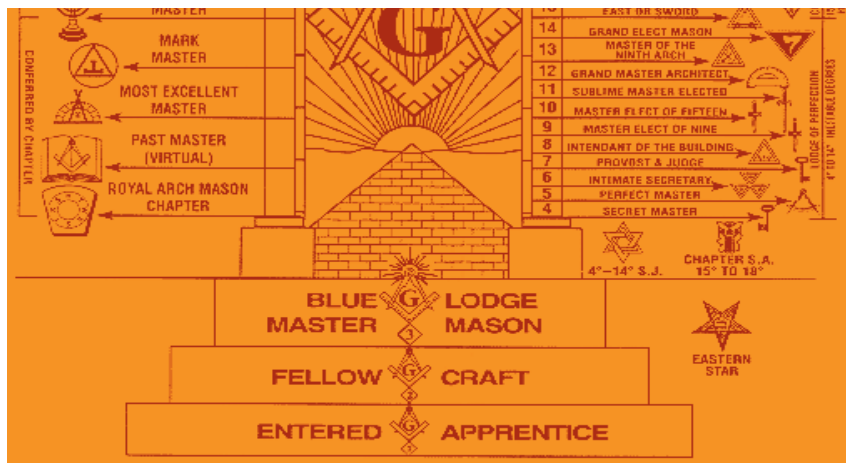 MASTER
MARK
MASTER
MOST EXCELLENT
MASTER
PAST MASTER
(VIRTUAL)
ROYAL ARCH MASON
CHAPTER
CONFERRED BY CHAPTER
G
15 EAST OR SWORD
14 GRAND ELECT MASON
13 MASTER OF THE
NINTH ARCH
12 GRAND MASTER ARCHITECT
11 SUBLIME MASTER ELECTED
10 MASTER ELECT OF FIFTEEN
9 MASTER ELECT OF NINE
8 INTENDANT OF THE BUILDING
7 PROVOST & JUDGE
6 INTIMATE SECRETARY
5 PERFECT MASTER
4 SECRET MASTER
LODGE OF PERFECTION
4° TO 14° INEFFABLE DEGREES
4°–14° S.J.
CHAPTER S.A.
15° TO 18°
BLUE G LODGE
MASTER 3 MASON
EASTERN
STAR
FELLOW G CRAFT
2
ENTERED G APPRENTICE
1